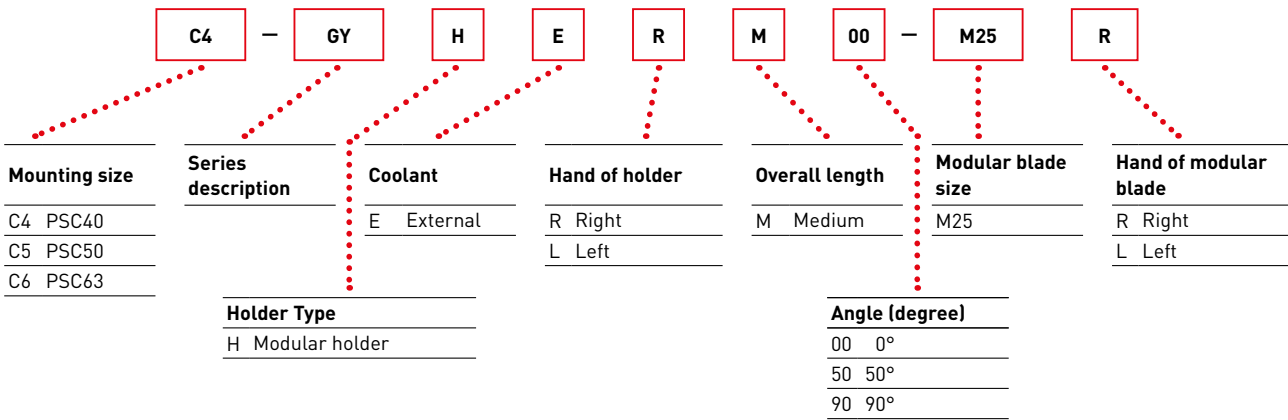 C4 — GY H E R M 00 — M25 R
Mounting size
C4 PSC40
C5 PSC50
C6 PSC63
Series
description
Holder Type
H Modular holder
Coolant
E External
Hand of holder
R Right
L Left
Overall length
M Medium
Angle (degree)
00 0°
50 50°
90 90°
Modular blade
size
M25
Hand of modular
blade
R Right
L Left